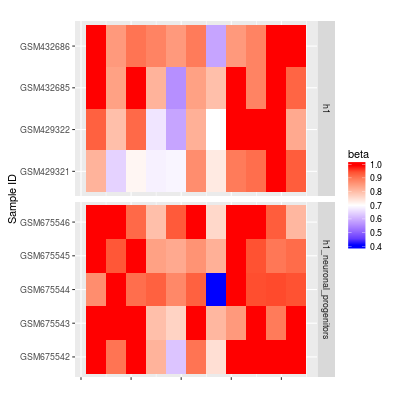 GSM432686
GSM432685
GSM429322
GSM429321
h1
GSM675546
GSM675545
GSM675544
GSM675543
GSM675542
h1_neuronal_progenitors
Sample ID
beta
1.0
0.9
0.8
0.7
0.6
0.5
0.4